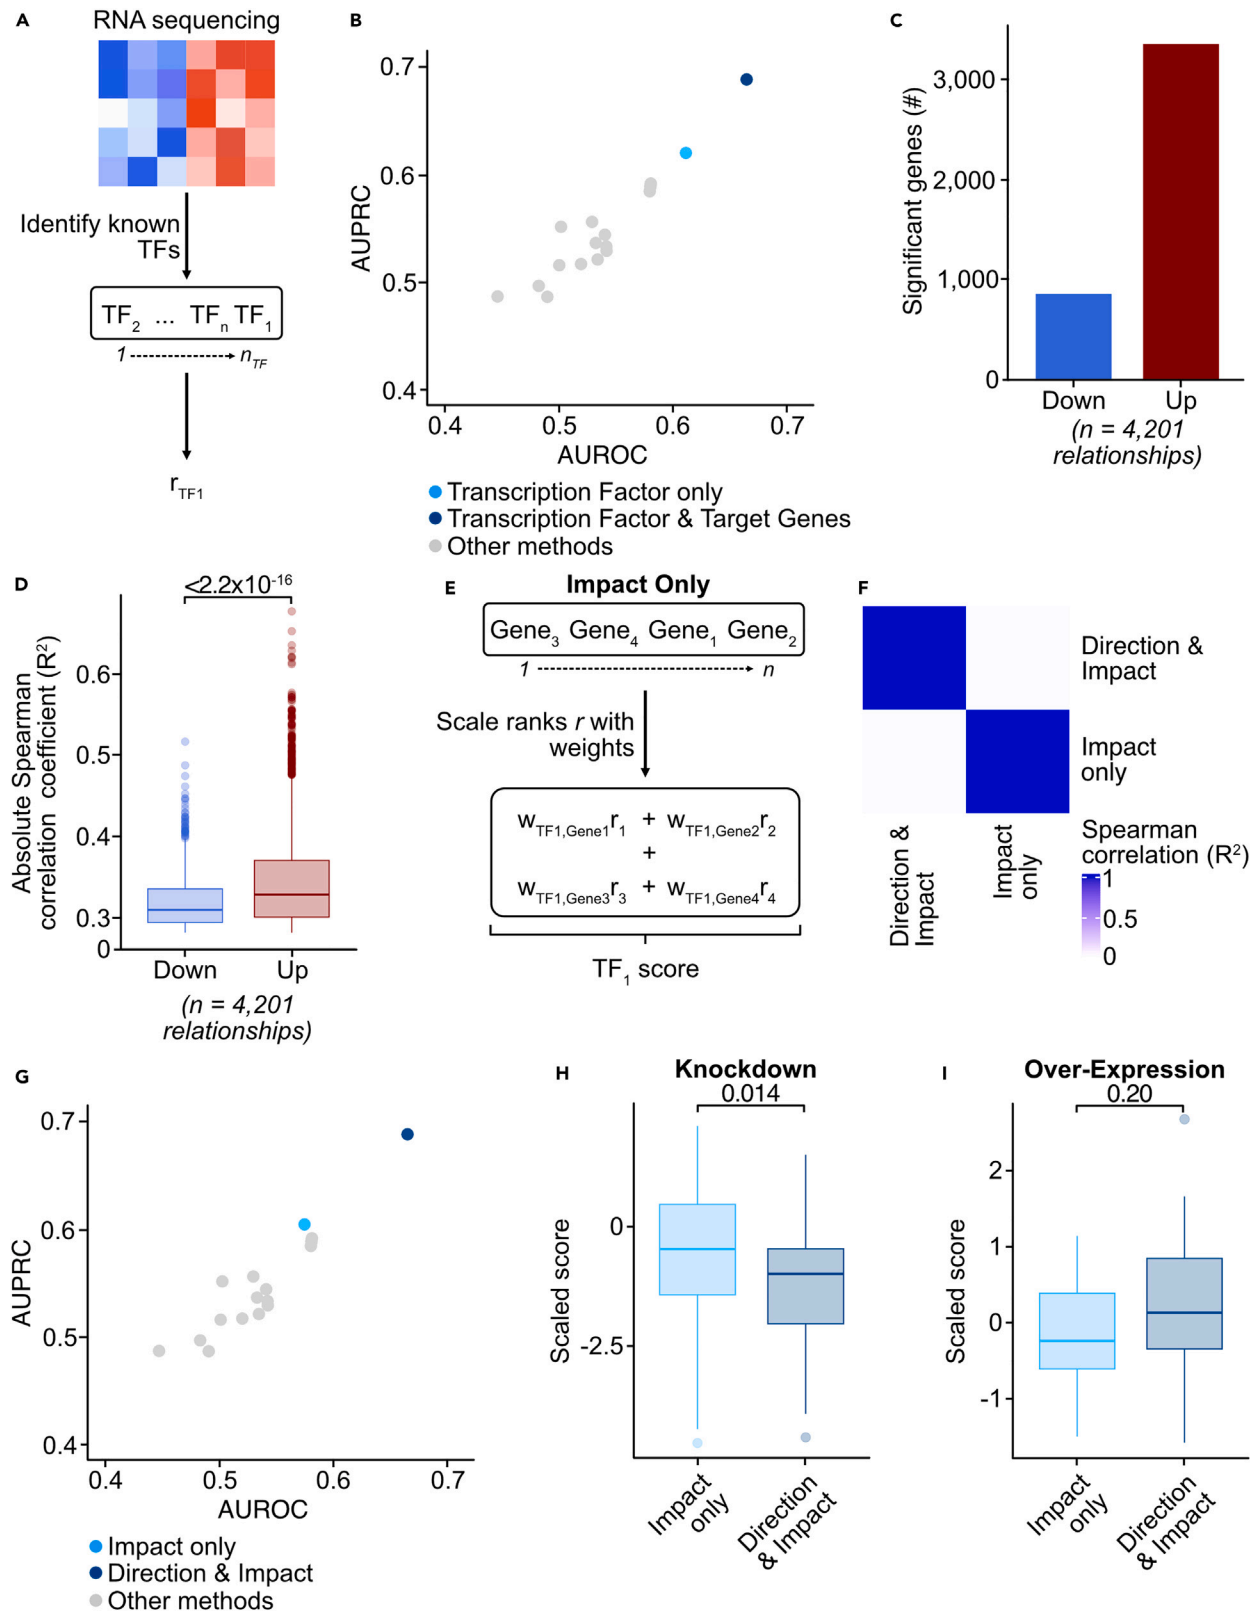 A
RNA sequencing
Identify known
TFs
TF2 ... TFn TF1
1 nTF
rTF1
B
AUPRC
0.7
0.6
0.5
0.4
0.4 0.5 0.6 0.7
AUROC
Transcription Factor only
Transcription Factor & Target Genes
Other methods
C
Significant genes (#)
3,000
2,000
1,000
0
Down Up
(n = 4,201
relationships)
D
<2.2x10-16
Absolute Spearman
correlation coefficient (R2)
0.6
0.5
0.4
0.3
0
Down Up
(n = 4,201
relationships)
E
Impact Only
Gene3 Gene4 Gene1 Gene2
1 n
Scale ranks r with
weights
wTF1,Gene1r1 + wTF1,Gene2r2
+
wTF1,Gene3r3 + wTF1,Gene4r4
TF1 score
F
Direction &
Impact
Impact
only
Direction &
Impact
Impact
only
Spearman
correlation (R2)
1
0.5
0
G
AUPRC
0.7
0.6
0.5
0.4
0.4 0.5 0.6 0.7
AUROC
Impact only
Direction & Impact
Other methods
H
Knockdown
0.014
Scaled score
0
-2.5
Impact
only
Direction
& Impact
I
Over-Expression
0.20
Scaled score
2
1
0
-1
Impact
only
Direction
& Impact